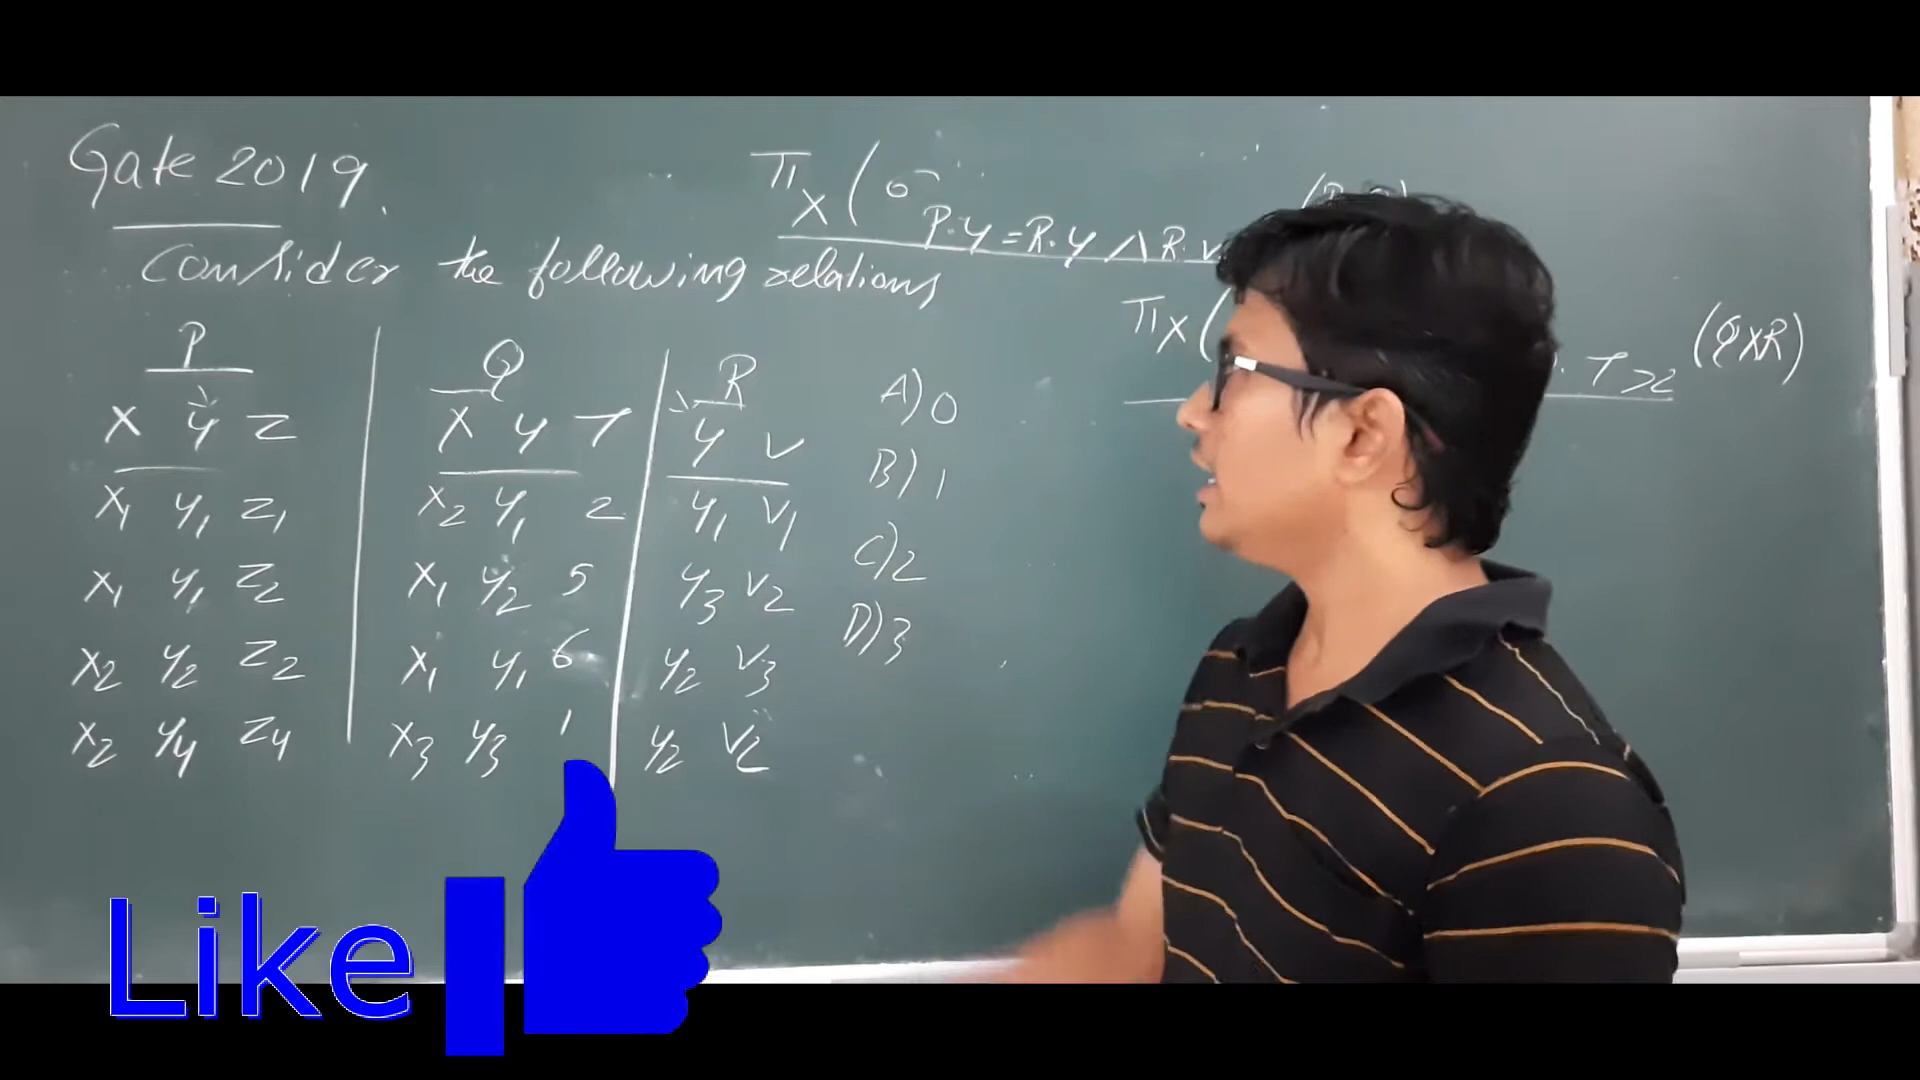 Gate 2019.
Consider the following relations
π X ( σ P.Y = R.Y ∧ R.V
π X (
. T > 2 (Q X R)
P
X Y Z
X1 Y1 Z1
X1 Y1 Z2
X2 Y2 Z2
X2 Y4 Z4
Q
X Y T
X2 Y1 2
X1 Y2 5
X1 Y1 6
X3 Y3 1
R
Y V
Y1 V1
Y3 V2
Y2 V3
Y2 V2
A) 0
B) 1
C) 2
D) 3
Like